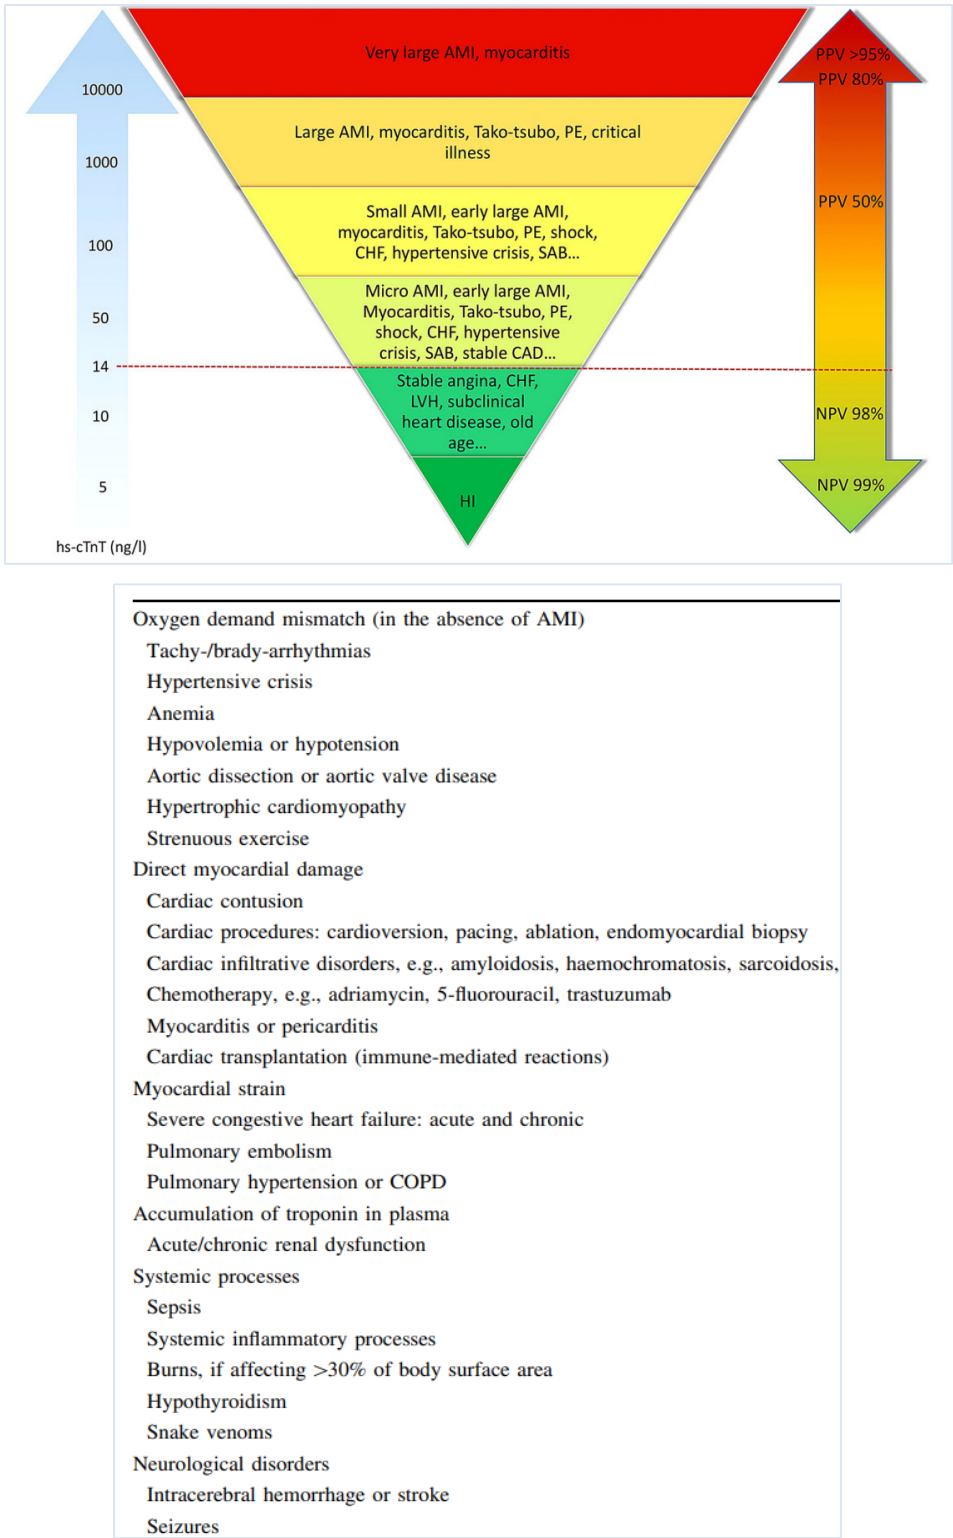 Very large AMI, myocarditis
Large AMI, myocarditis, Tako-tsubo, PE, critical
illness
Small AMI, early large AMI,
myocarditis, Tako-tsubo, PE, shock,
CHF, hypertensive crisis, SAB...
Micro AMI, early large AMI,
Myocarditis, Tako-tsubo, PE,
shock, CHF, hypertensive
crisis, SAB, stable CAD...
Stable angina, CHF,
LVH, subclinical
heart disease, old
age...
HI
10000
1000
100
50
14
10
5
hs-cTnT (ng/l)
PPV >95%
PPV 80%
PPV 50%
NPV 98%
NPV 99%
Oxygen demand mismatch (in the absence of AMI)
Tachy-/brady-arrhythmias
Hypertensive crisis
Anemia
Hypovolemia or hypotension
Aortic dissection or aortic valve disease
Hypertrophic cardiomyopathy
Strenuous exercise
Direct myocardial damage
Cardiac contusion
Cardiac procedures: cardioversion, pacing, ablation, endomyocardial biopsy
Cardiac infiltrative disorders, e.g., amyloidosis, haemochromatosis, sarcoidosis,
Chemotherapy, e.g., adriamycin, 5-fluorouracil, trastuzumab
Myocarditis or pericarditis
Cardiac transplantation (immune-mediated reactions)
Myocardial strain
Severe congestive heart failure: acute and chronic
Pulmonary embolism
Pulmonary hypertension or COPD
Accumulation of troponin in plasma
Acute/chronic renal dysfunction
Systemic processes
Sepsis
Systemic inflammatory processes
Burns, if affecting >30% of body surface area
Hypothyroidism
Snake venoms
Neurological disorders
Intracerebral hemorrhage or stroke
Seizures